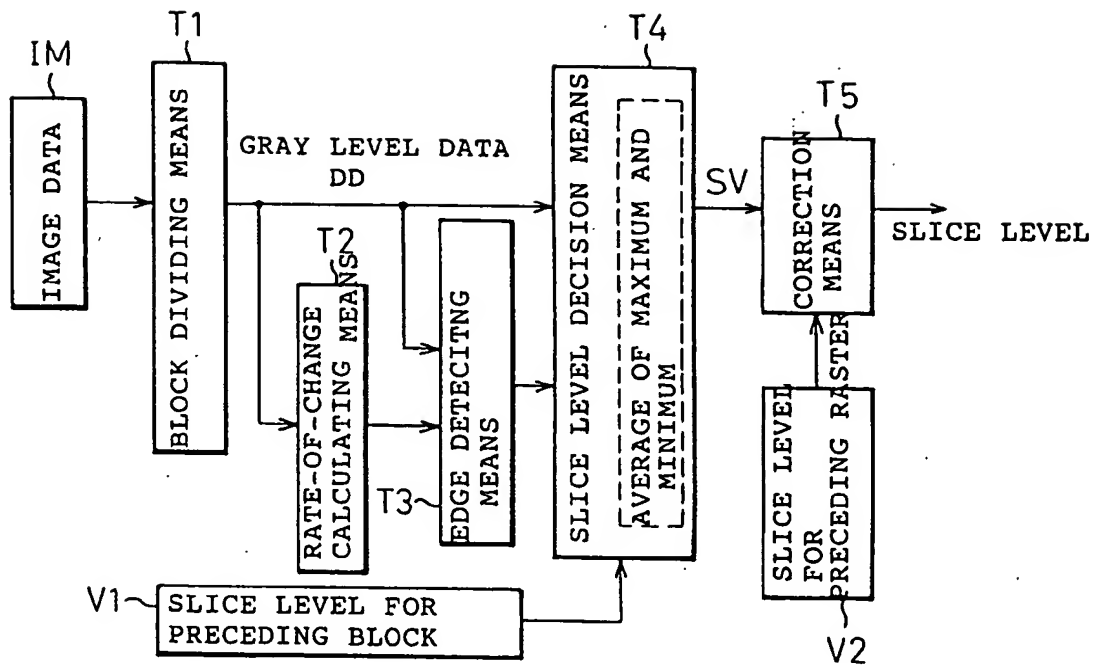 IM
IMAGE DATA
T1
BLOCK DIVIDING MEANS
GRAY LEVEL DATA
DD
T2
RATE-OF-CHANGE
CALCULATING MEANS
T3
EDGE DETECITNG
MEANS
T4
SLICE LEVEL DECISION MEANS
AVERAGE OF MAXIMUM AND
MINIMUM
SV
T5
CORRECTION
MEANS
SLICE LEVEL
V1
SLICE LEVEL FOR
PRECEDING BLOCK
SLICE LEVEL
FOR
PRECEDING RASTER
V2